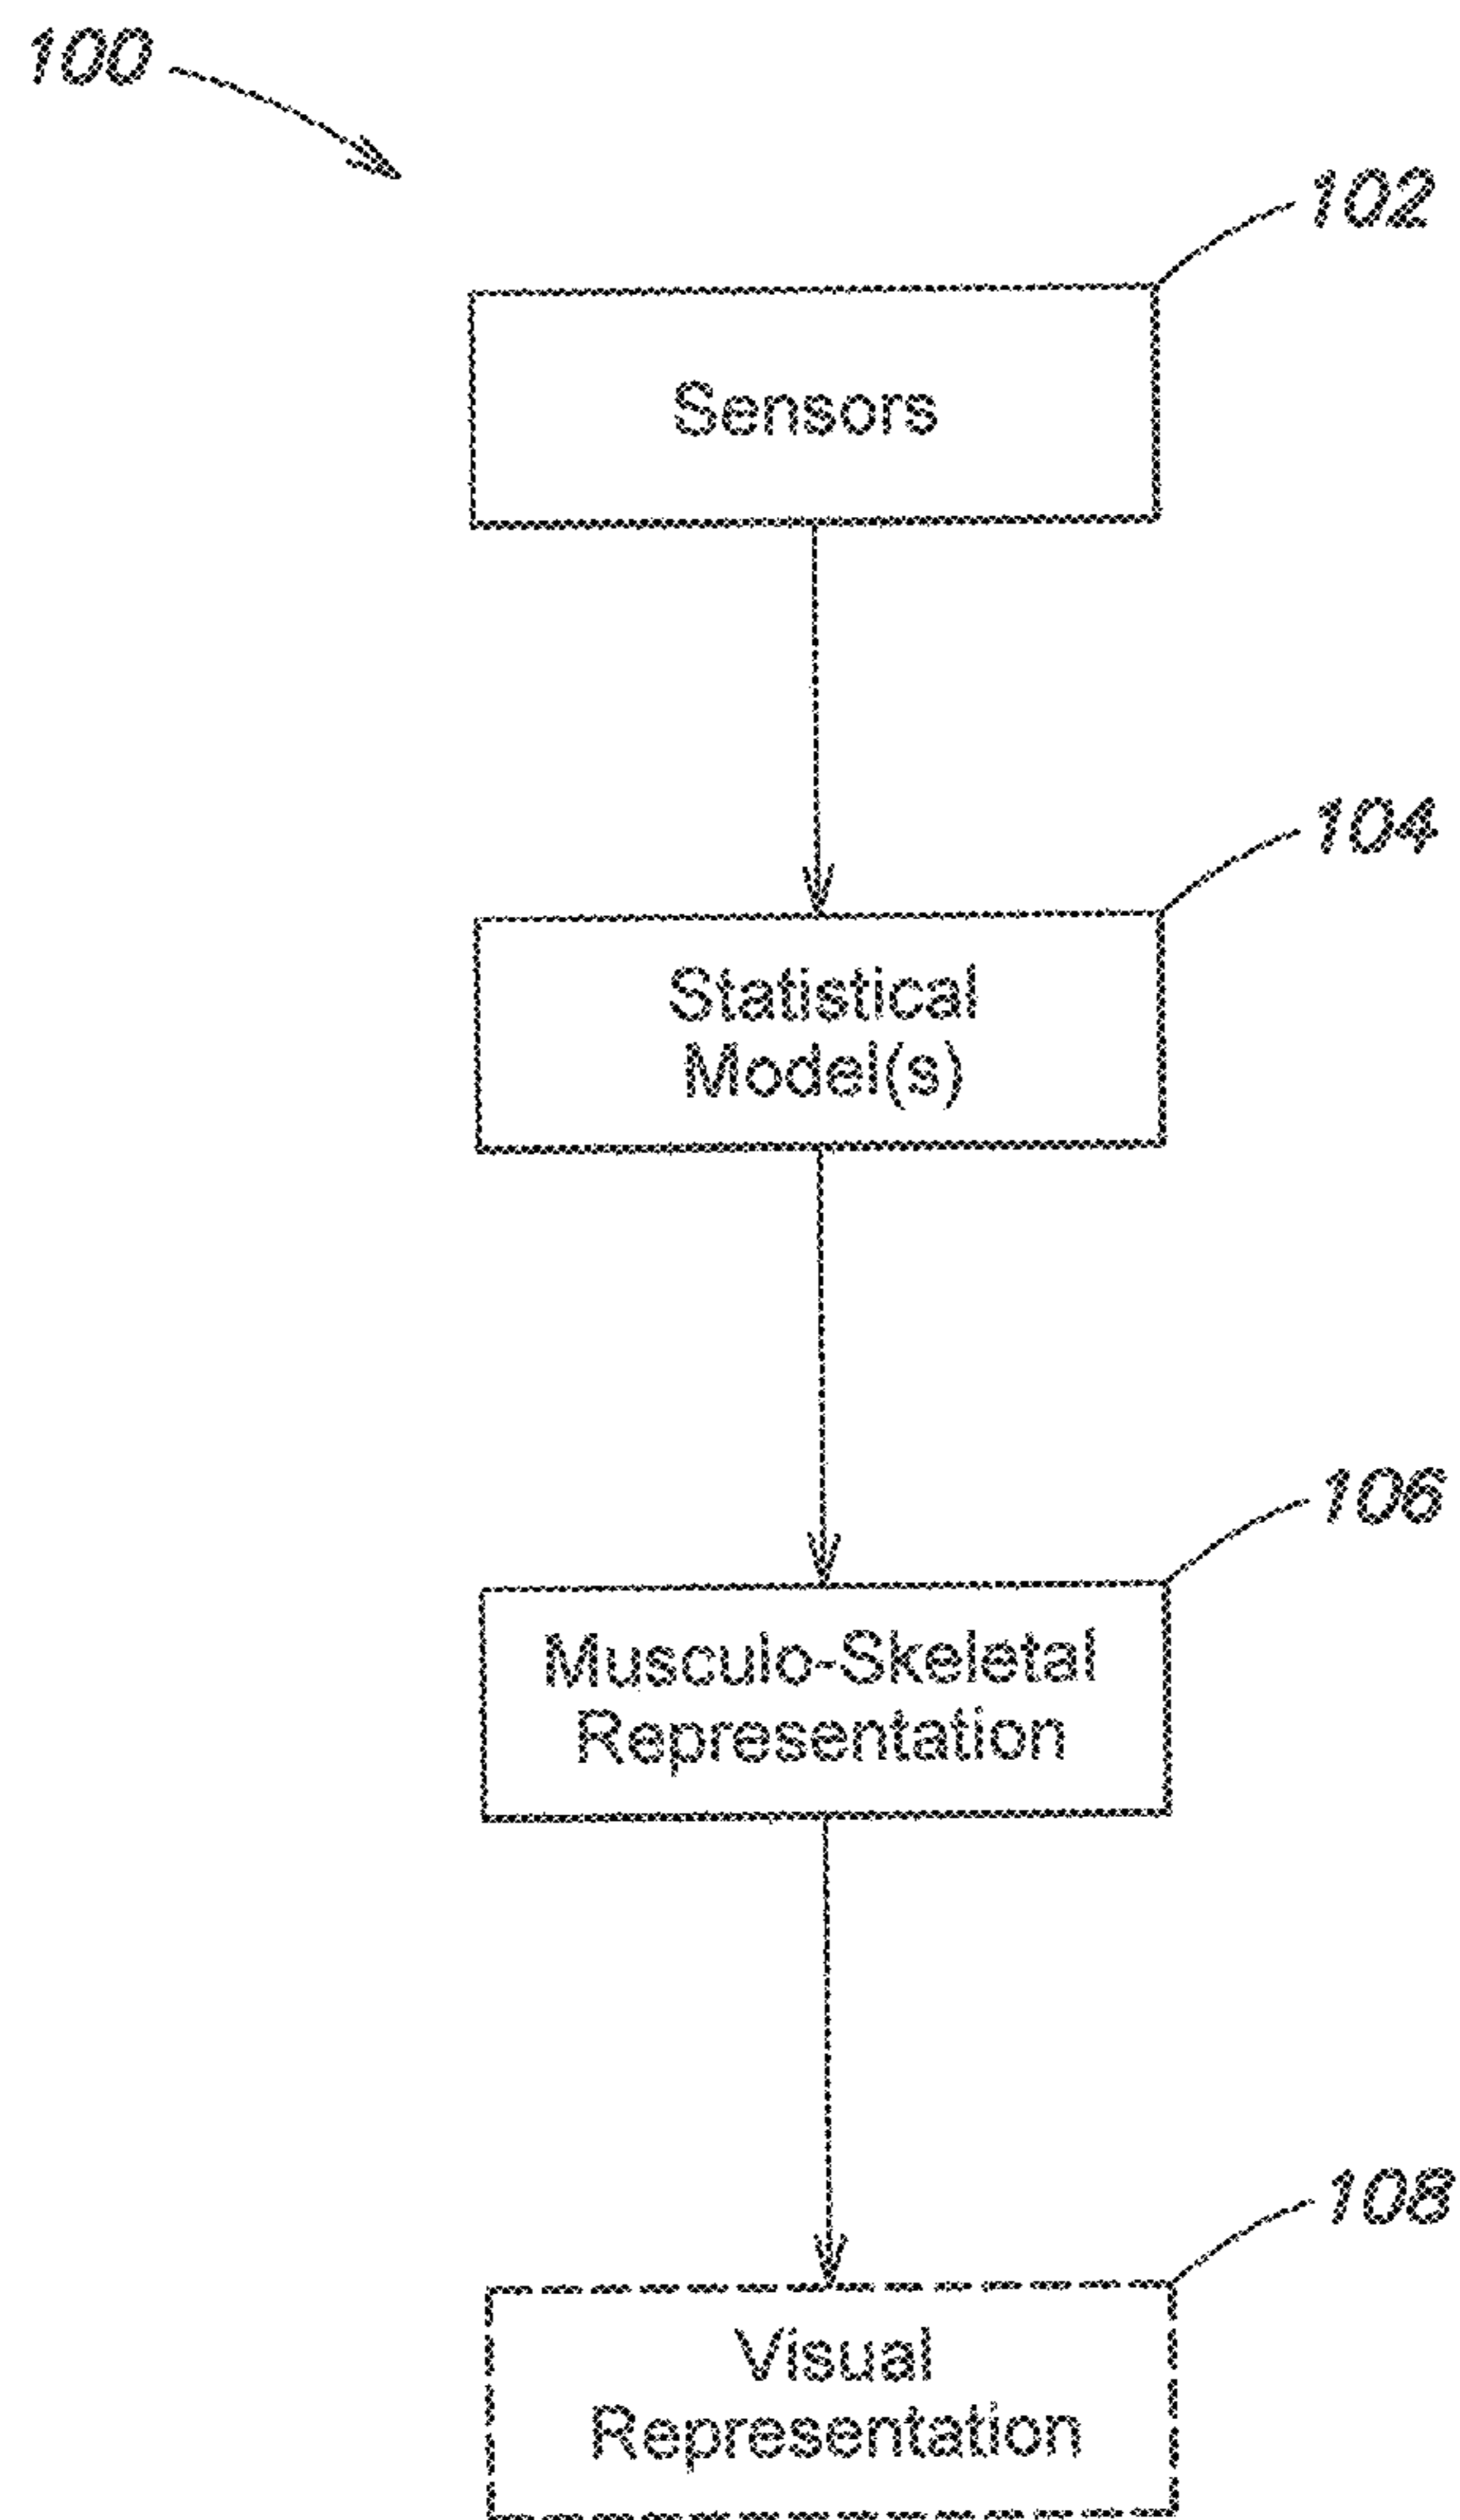 100
102
Sensors
104
Statistical
Model(s)
106
Musculo-Skeletal
Representation
108
Visual
Representation